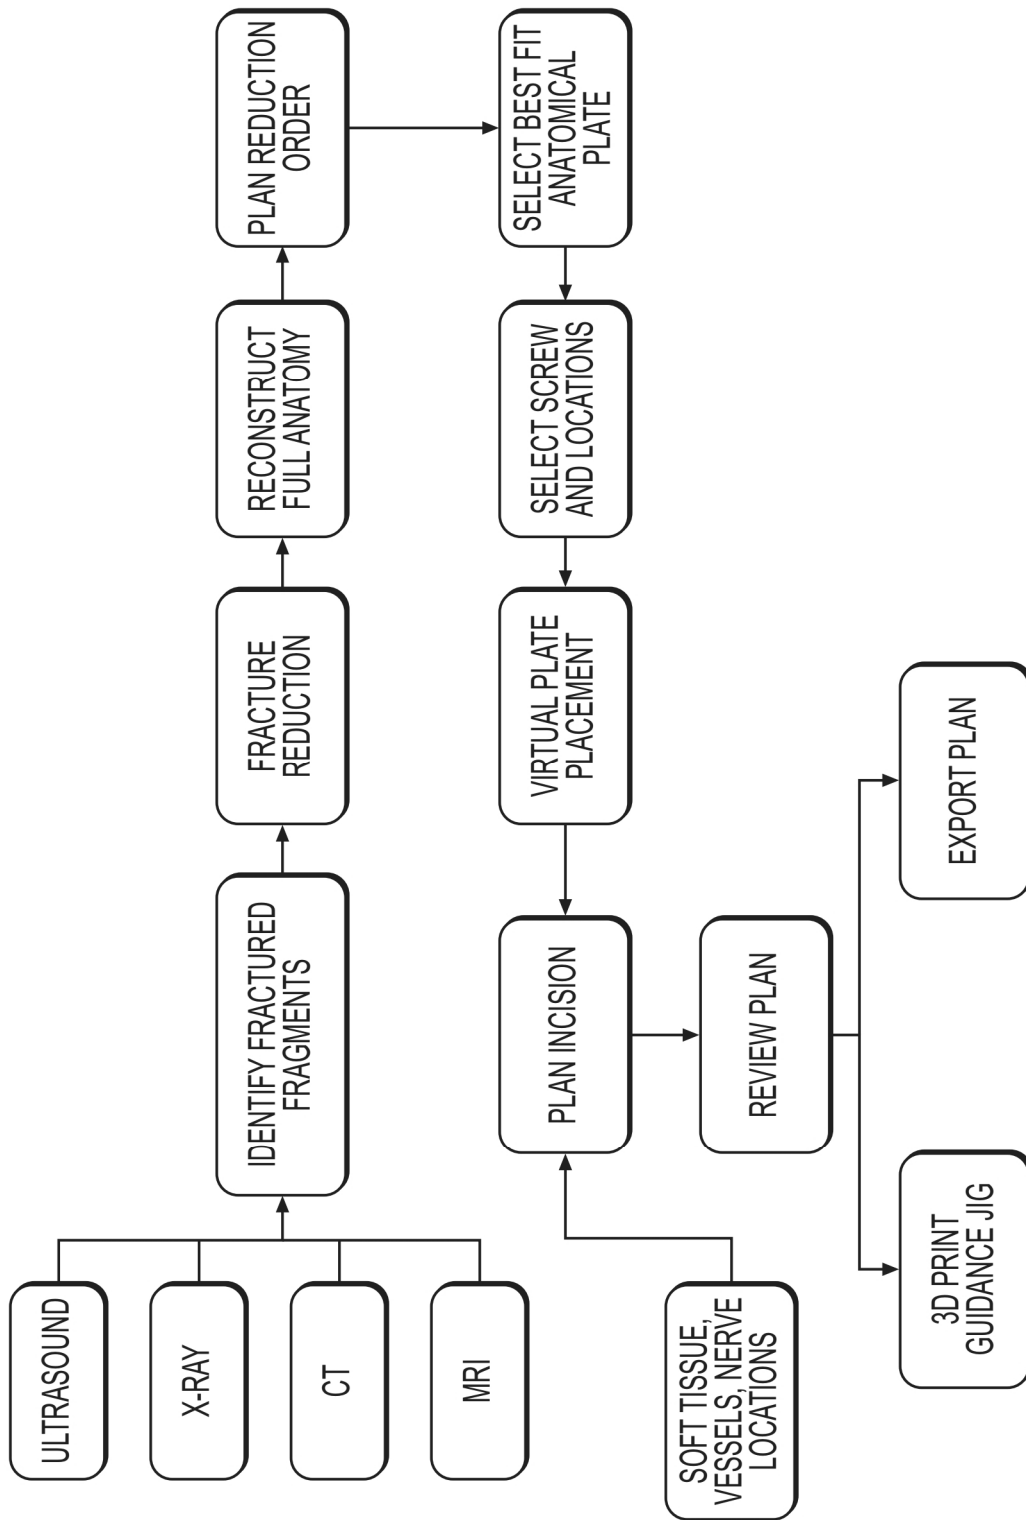 ULTRASOUND
X-RAY
CT
MRI
IDENTIFY FRACTURED
FRAGMENTS
FRACTURE
REDUCTION
RECONSTRUCT
FULL ANATOMY
PLAN REDUCTION
ORDER
SELECT BEST FIT
ANATOMICAL
PLATE
SELECT SCREW
AND LOCATIONS
VIRTUAL PLATE
PLACEMENT
PLAN INCISION
SOFT TISSUE,
VESSELS, NERVE
LOCATIONS
REVIEW PLAN
3D PRINT
GUIDANCE JIG
EXPORT PLAN